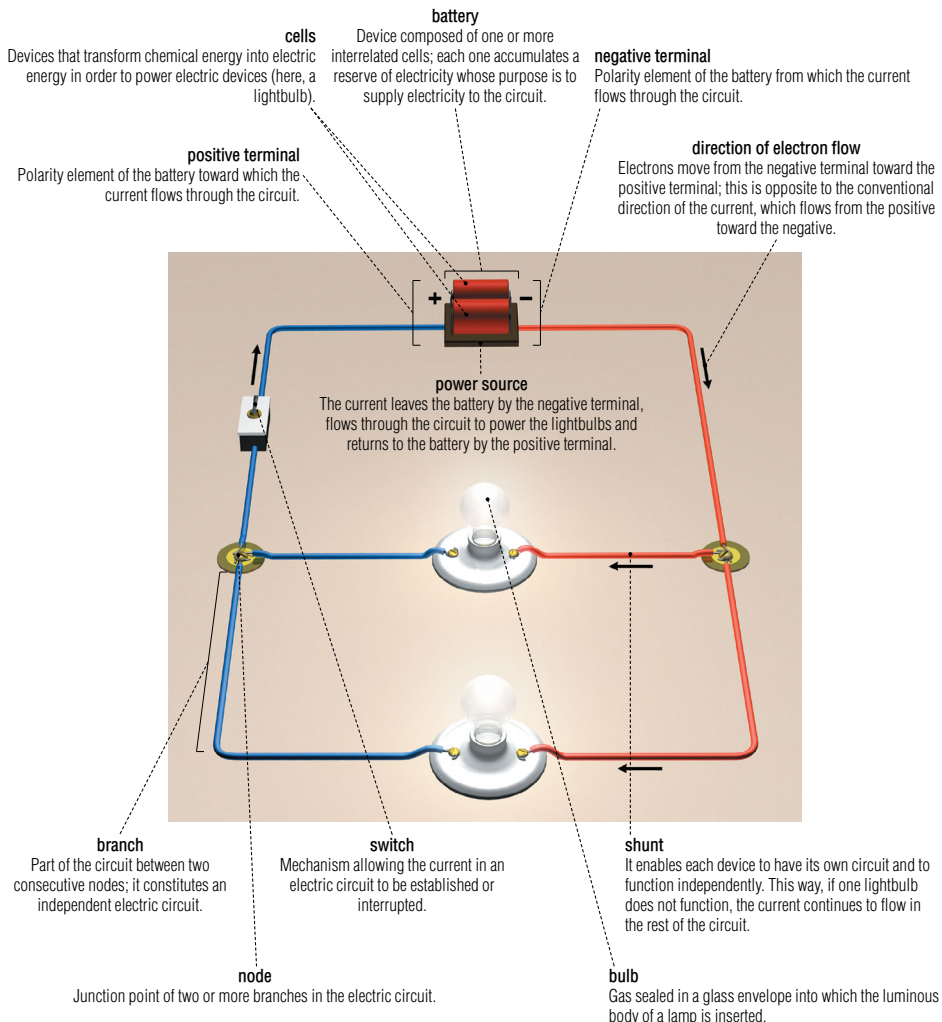 battery
Device composed of one or more
interrelated cells; each one accumulates a
reserve of electricity whose purpose is to
supply electricity to the circuit.
cells
Devices that transform chemical energy into electric
energy in order to power electric devices (here, a
lightbulb).
negative terminal
Polarity element of the battery from which the current
flows through the circuit.
positive terminal
Polarity element of the battery toward which the
current flows through the circuit.
direction of electron flow
Electrons move from the negative terminal toward the
positive terminal; this is opposite to the conventional
direction of the current, which flows from the positive
toward the negative.
+ −
power source
The current leaves the battery by the negative terminal,
flows through the circuit to power the lightbulbs and
returns to the battery by the positive terminal.
branch
Part of the circuit between two
consecutive nodes; it constitutes an
independent electric circuit.
switch
Mechanism allowing the current in an
electric circuit to be established or
interrupted.
shunt
It enables each device to have its own circuit and to
function independently. This way, if one lightbulb
does not function, the current continues to flow in
the rest of the circuit.
node
Junction point of two or more branches in the electric circuit.
bulb
Gas sealed in a glass envelope into which the luminous
body of a lamp is inserted.